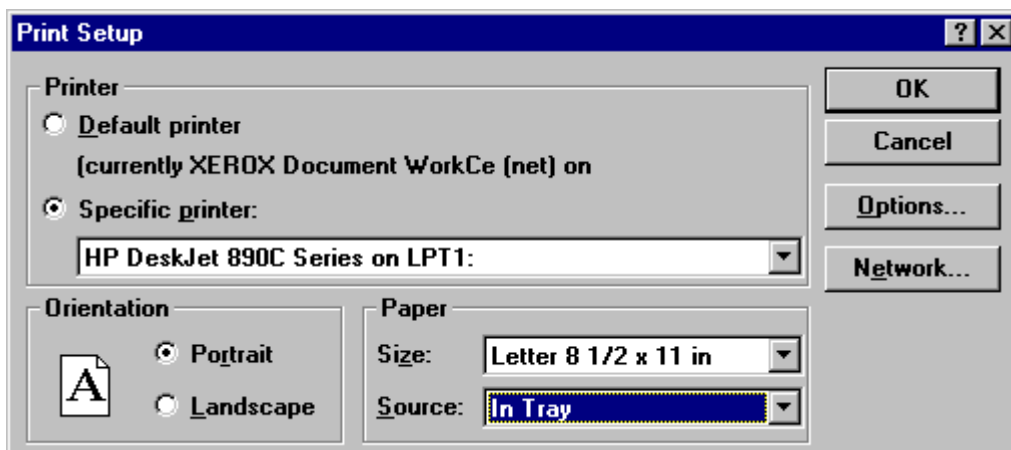 Print Setup
?
Printer
Default printer
(currently XEROX Document WorkCe (net) on
Specific printer:
HP DeskJet 890C Series on LPT1:
OK
Cancel
Options...
Network...
Orientation
A
Portrait
Landscape
Paper
Size: Letter 8 1/2 x 11 in
Source: In Tray